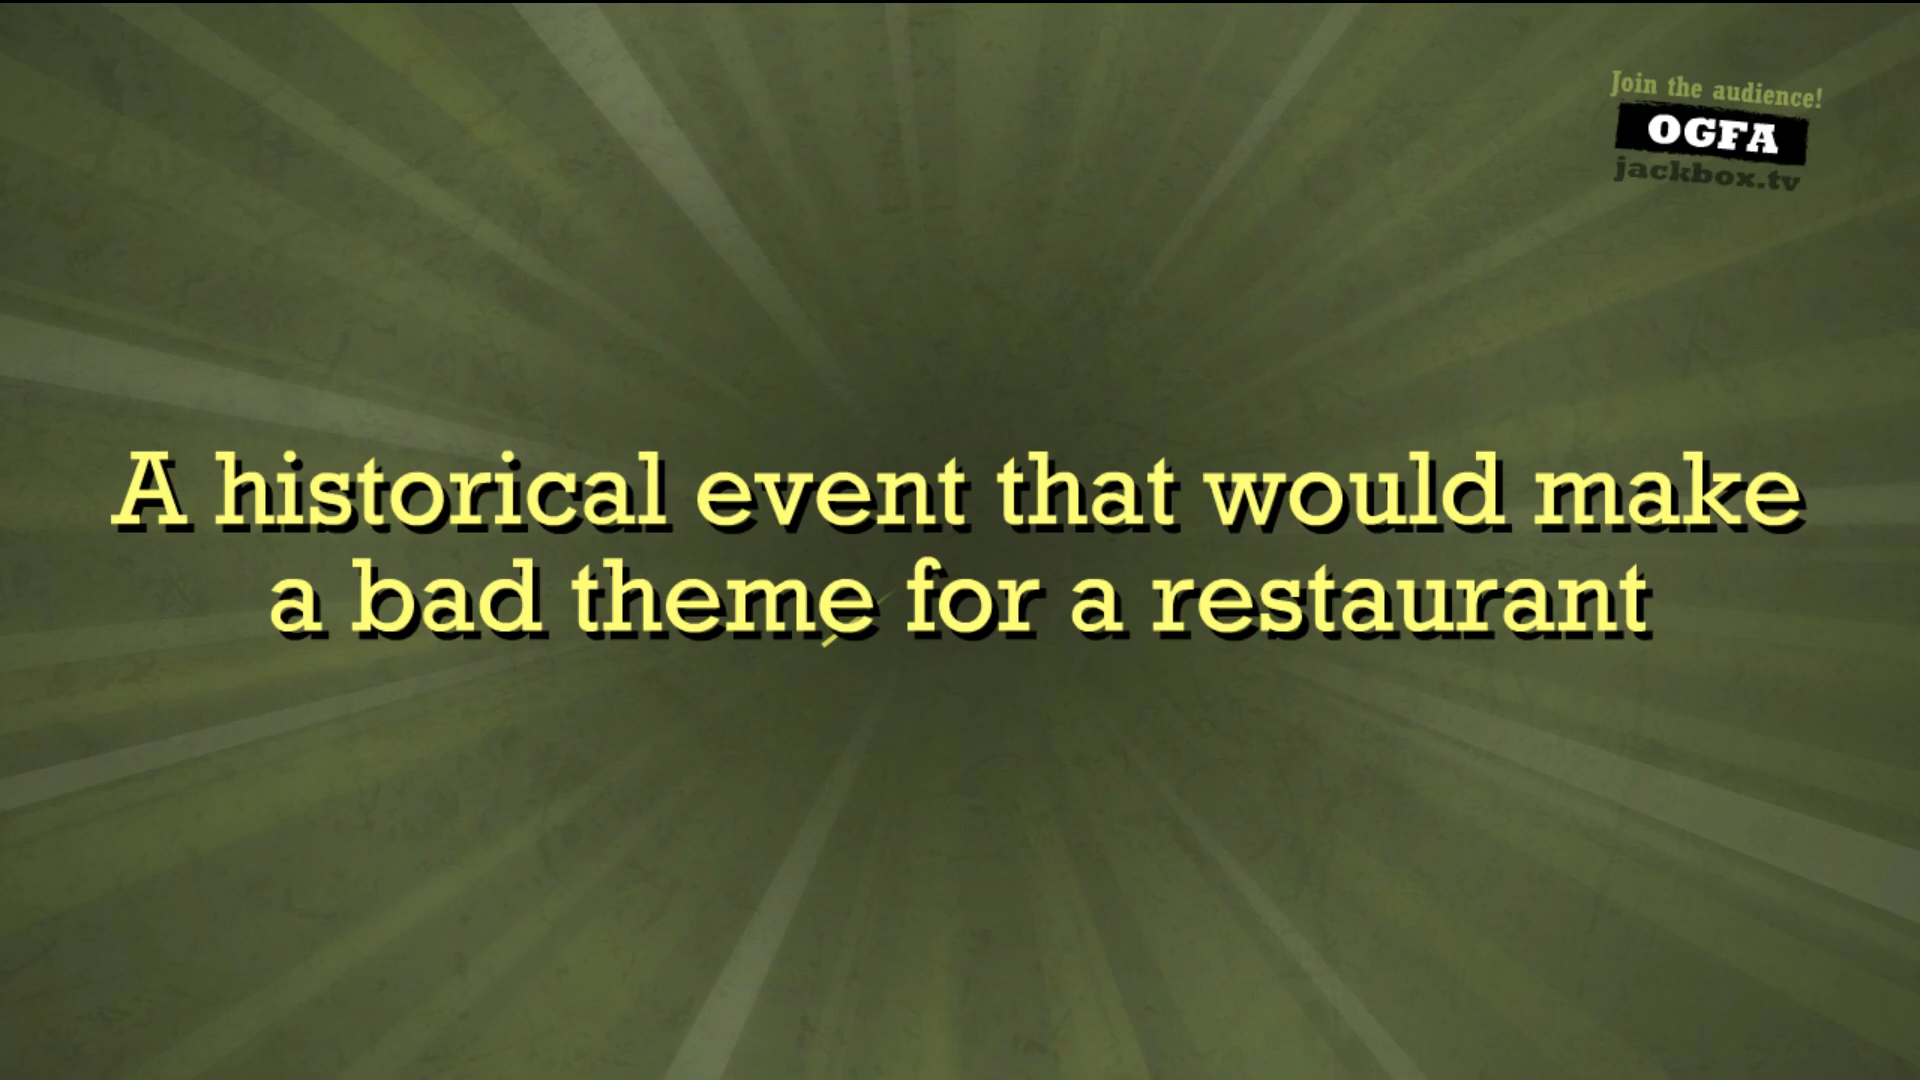 Join the audience!
OGFA
jackbox.tv
A historical event that would make
a bad theme for a restaurant